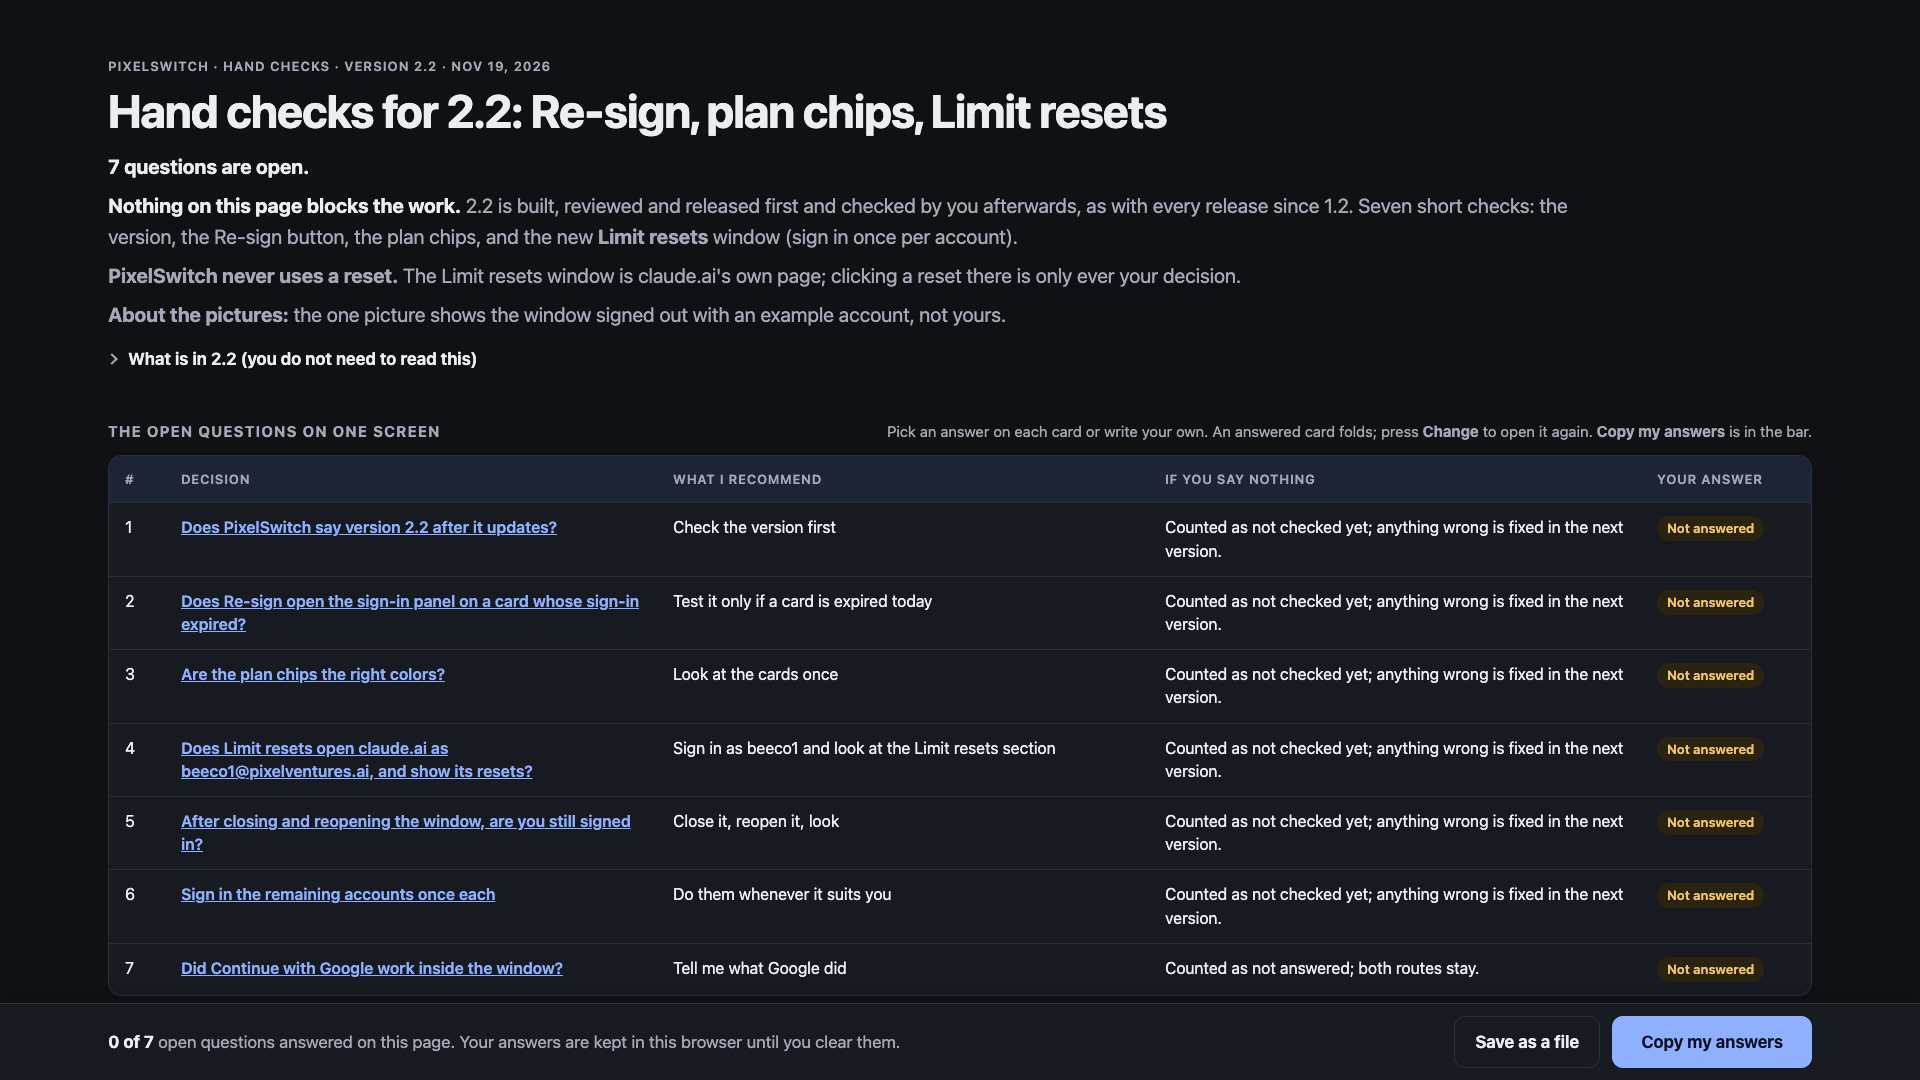 PIXELSWITCH · HAND CHECKS · VERSION 2.2 · NOV 19, 2026
Hand checks for 2.2: Re-sign, plan chips, Limit resets
7 questions are open.
Nothing on this page blocks the work. 2.2 is built, reviewed and released first and checked by you afterwards, as with every release since 1.2. Seven short checks: the
version, the Re-sign button, the plan chips, and the new Limit resets window (sign in once per account).
PixelSwitch never uses a reset. The Limit resets window is claude.ai's own page; clicking a reset there is only ever your decision.
About the pictures: the one picture shows the window signed out with an example account, not yours.
What is in 2.2 (you do not need to read this)
THE OPEN QUESTIONS ON ONE SCREEN
Pick an answer on each card or write your own. An answered card folds; press Change to open it again. Copy my answers is in the bar.
# DECISION WHAT I RECOMMEND IF YOU SAY NOTHING YOUR ANSWER
1 Does PixelSwitch say version 2.2 after it updates? Check the version first Counted as not checked yet; anything wrong is fixed in the next Not answered
version.
2 Does Re-sign open the sign-in panel on a card whose sign-in Test it only if a card is expired today Counted as not checked yet; anything wrong is fixed in the next Not answered
expired? version.
3 Are the plan chips the right colors? Look at the cards once Counted as not checked yet; anything wrong is fixed in the next Not answered
version.
4 Does Limit resets open claude.ai as Sign in as beeco1 and look at the Limit resets section Counted as not checked yet; anything wrong is fixed in the next Not answered
beeco1@pixelventures.ai, and show its resets? version.
5 After closing and reopening the window, are you still signed Close it, reopen it, look Counted as not checked yet; anything wrong is fixed in the next Not answered
in? version.
6 Sign in the remaining accounts once each Do them whenever it suits you Counted as not checked yet; anything wrong is fixed in the next Not answered
version.
7 Did Continue with Google work inside the window? Tell me what Google did Counted as not answered; both routes stay. Not answered
0 of 7 open questions answered on this page. Your answers are kept in this browser until you clear them. Save as a file Copy my answers